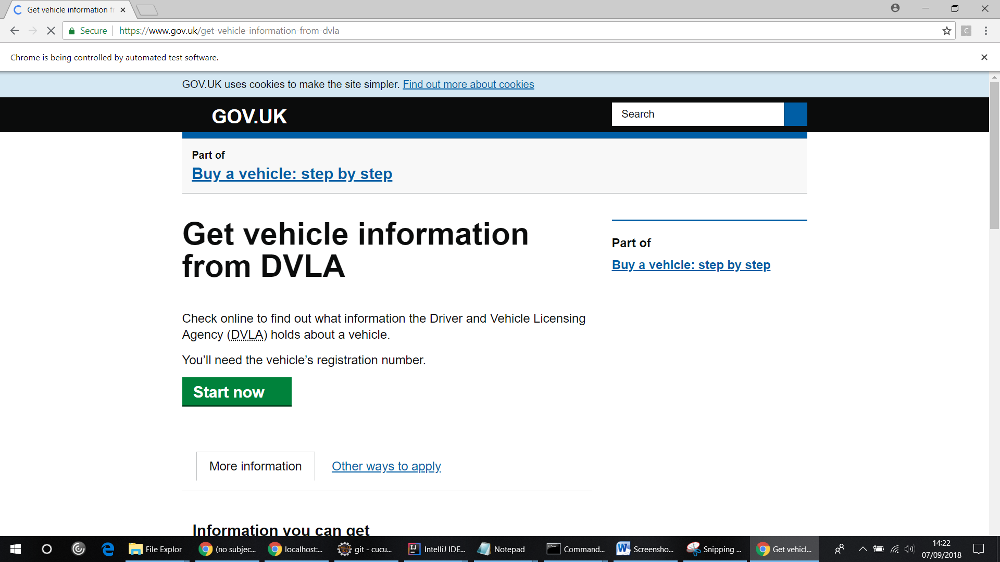 Get vehicle information fr
Secure
https://www.gov.uk/get-vehicle-information-from-dvla
C
Chrome is being controlled by automated test software.
GOV.UK uses cookies to make the site simpler. Find out more about cookies
GOV.UK
Search
Part of
Buy a vehicle: step by step
Get vehicle information
from DVLA
Part of
Buy a vehicle: step by step
Check online to find out what information the Driver and Vehicle Licensing
Agency (DVLA) holds about a vehicle.
You’ll need the vehicle’s registration number.
Start now
More information
Other ways to apply
Information you can get
File Explor
(no subjec...
localhost:...
git - cucu...
IntelliJ IDE...
Notepad
Command...
Screensho...
Snipping ...
Get vehicl...
14:22
07/09/2018